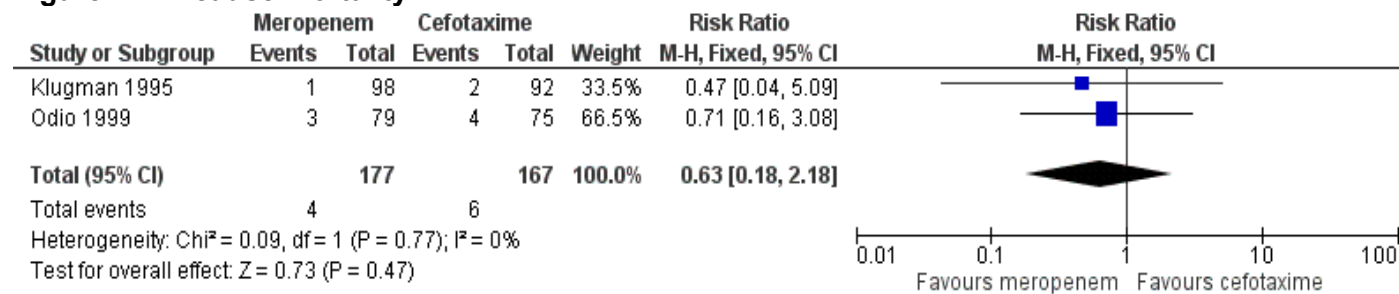 Meropenem Cefotaxime Risk Ratio Risk Ratio
Study or Subgroup Events Total Events Total Weight M-H, Fixed, 95% CI M-H, Fixed, 95% CI
Klugman 1995 1 98 2 92 33.5% 0.47 [0.04, 5.09]
Odio 1999 3 79 4 75 66.5% 0.71 [0.16, 3.08]
Total (95% CI) 177 167 100.0% 0.63 [0.18, 2.18]
Total events 4 6
Heterogeneity: Chi² = 0.09, df = 1 (P = 0.77); I² = 0%
Test for overall effect: Z = 0.73 (P = 0.47)
0.01 0.1 1 10 100
Favours meropenem Favours cefotaxime